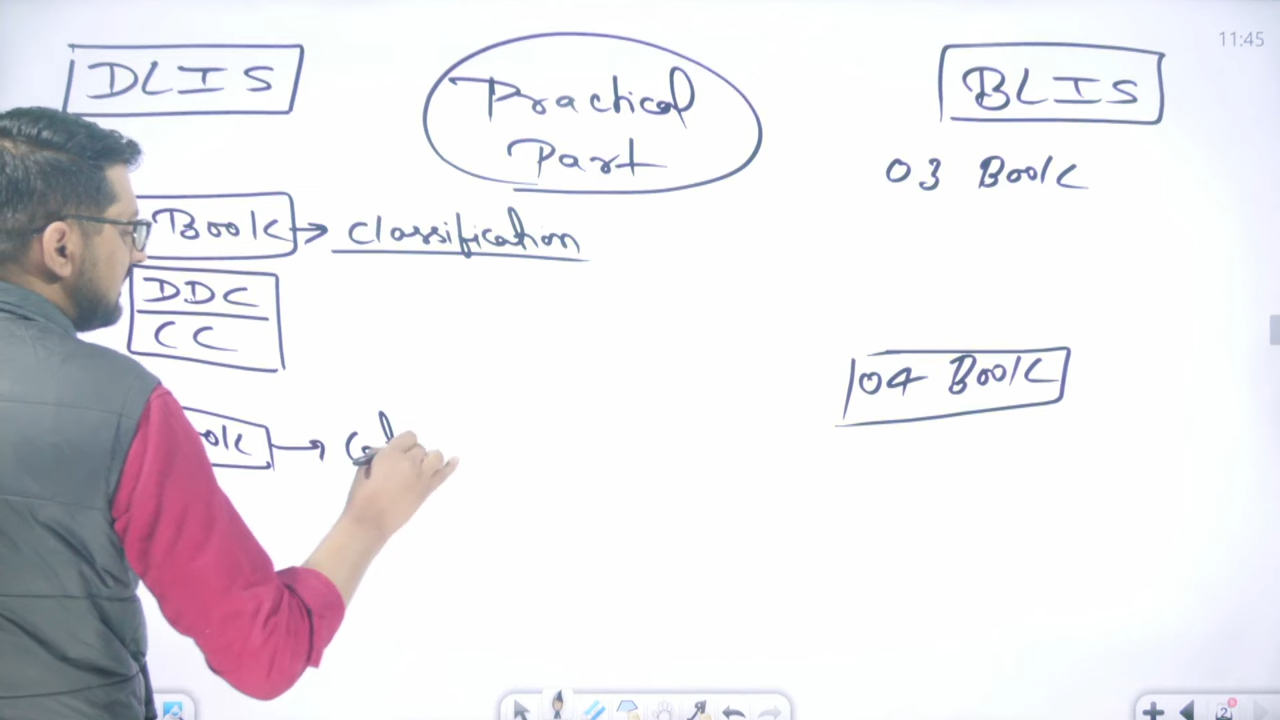 11:45
DLIS
Practical
Part
BLIS
03 Book
Book → classification
DDC
CC
04 Book